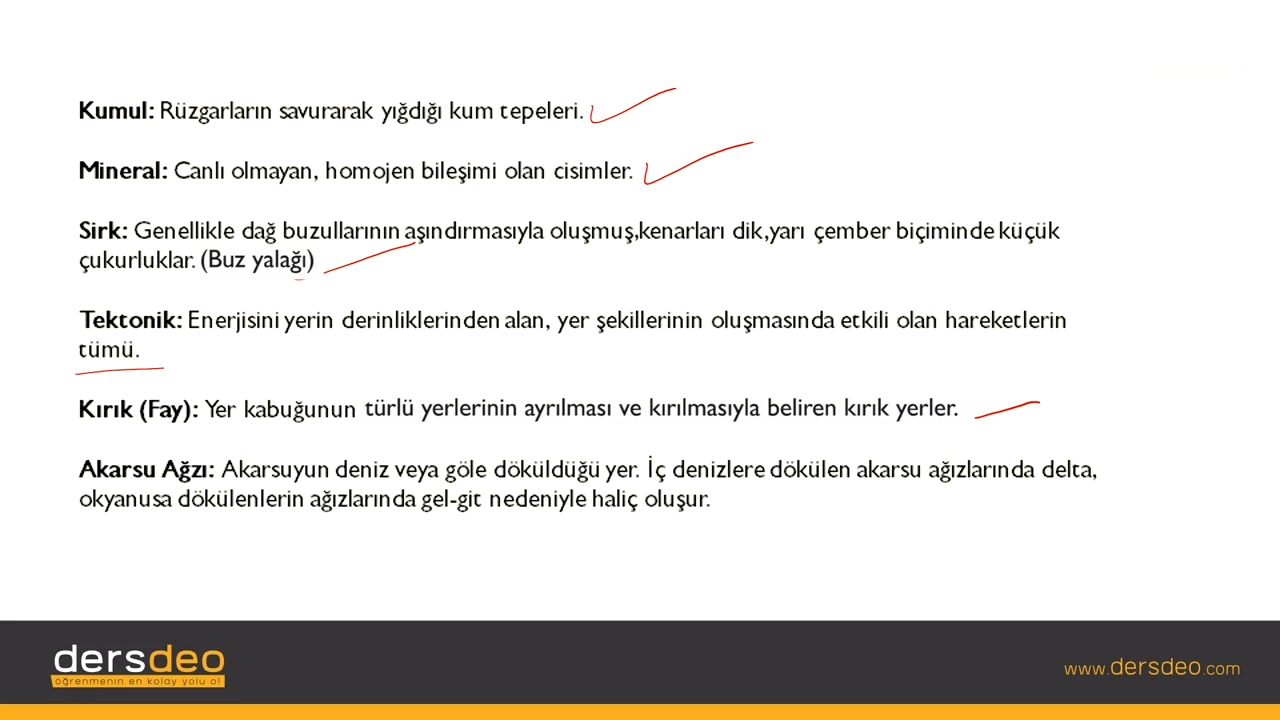 Kumul: Rüzgarların savurarak yığdığı kum tepeleri.
Mineral: Canlı olmayan, homojen bileşimi olan cisimler.
Sirk: Genellikle dağ buzullarının aşındırmasıyla oluşmuş,kenarları dik,yarı çember biçiminde küçük
çukurluklar. (Buz yalağı)
Tektonik: Enerjisini yerin derinliklerinden alan, yer şekillerinin oluşmasında etkili olan hareketlerin
tümü.
Kırık (Fay): Yer kabuğunun türlü yerlerinin ayrılması ve kırılmasıyla beliren kırık yerler.
Akarsu Ağzı: Akarsuyun deniz veya göle döküldüğü yer. İç denizlere dökülen akarsu ağızlarında delta,
okyanusa dökülenlerin ağızlarında gel-git nedeniyle haliç oluşur.
dersdeo
öğrenmenin en kolay yolu o!
www.dersdeo.com